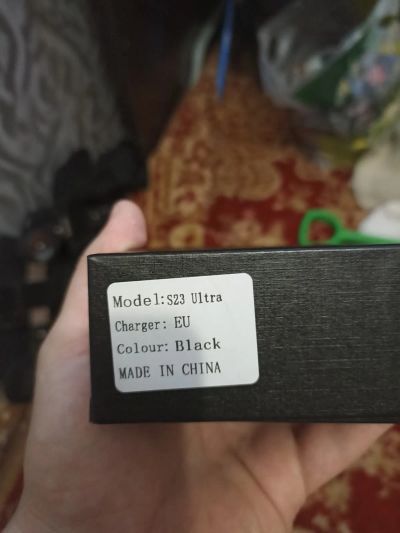 Model:S23 Ultra
Charger: EU
Colour: Black
MADE IN CHINA